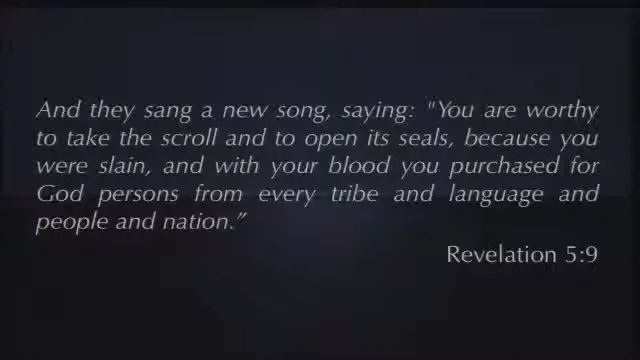 And they sang a new song, saying: "You are worthy
to take the scroll and to open its seals, because you
were slain, and with your blood you purchased for
God persons from every tribe and language and
people and nation.”
Revelation 5:9